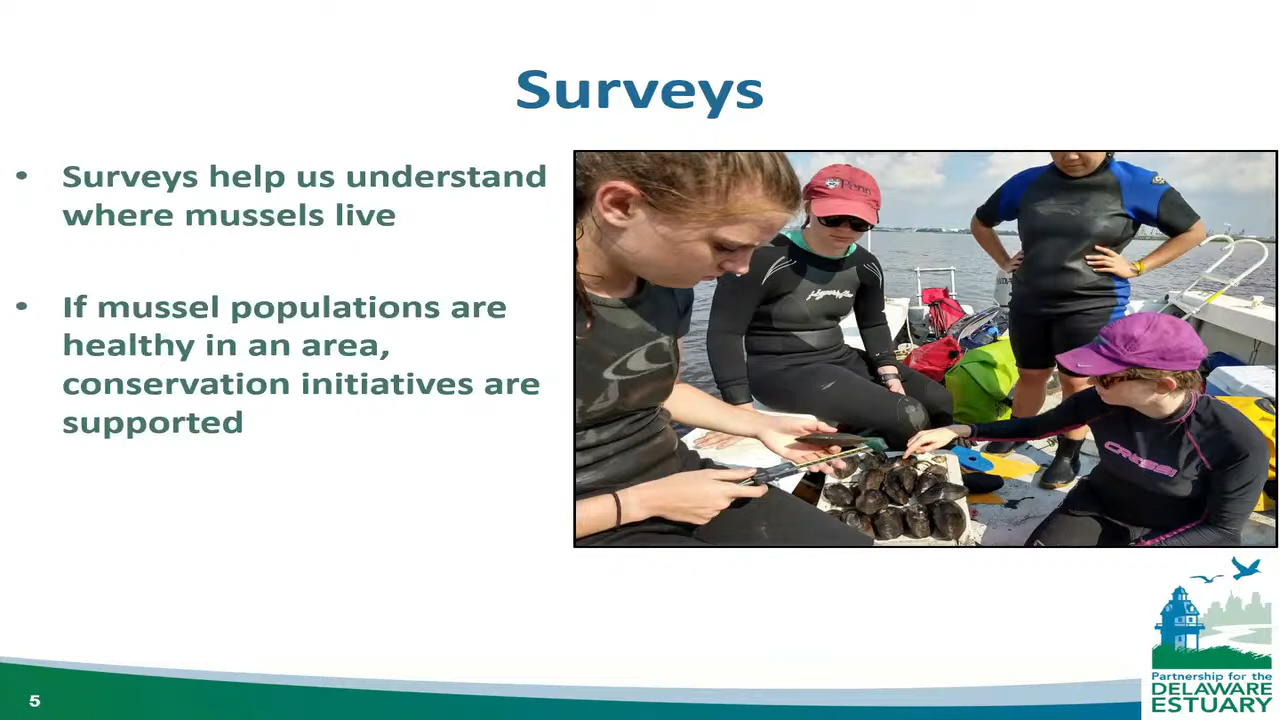 Surveys
• Surveys help us understand
where mussels live
• If mussel populations are
healthy in an area,
conservation initiatives are
supported
Penn
CRESSI
5
Partnership for the
DELAWARE
ESTUARY